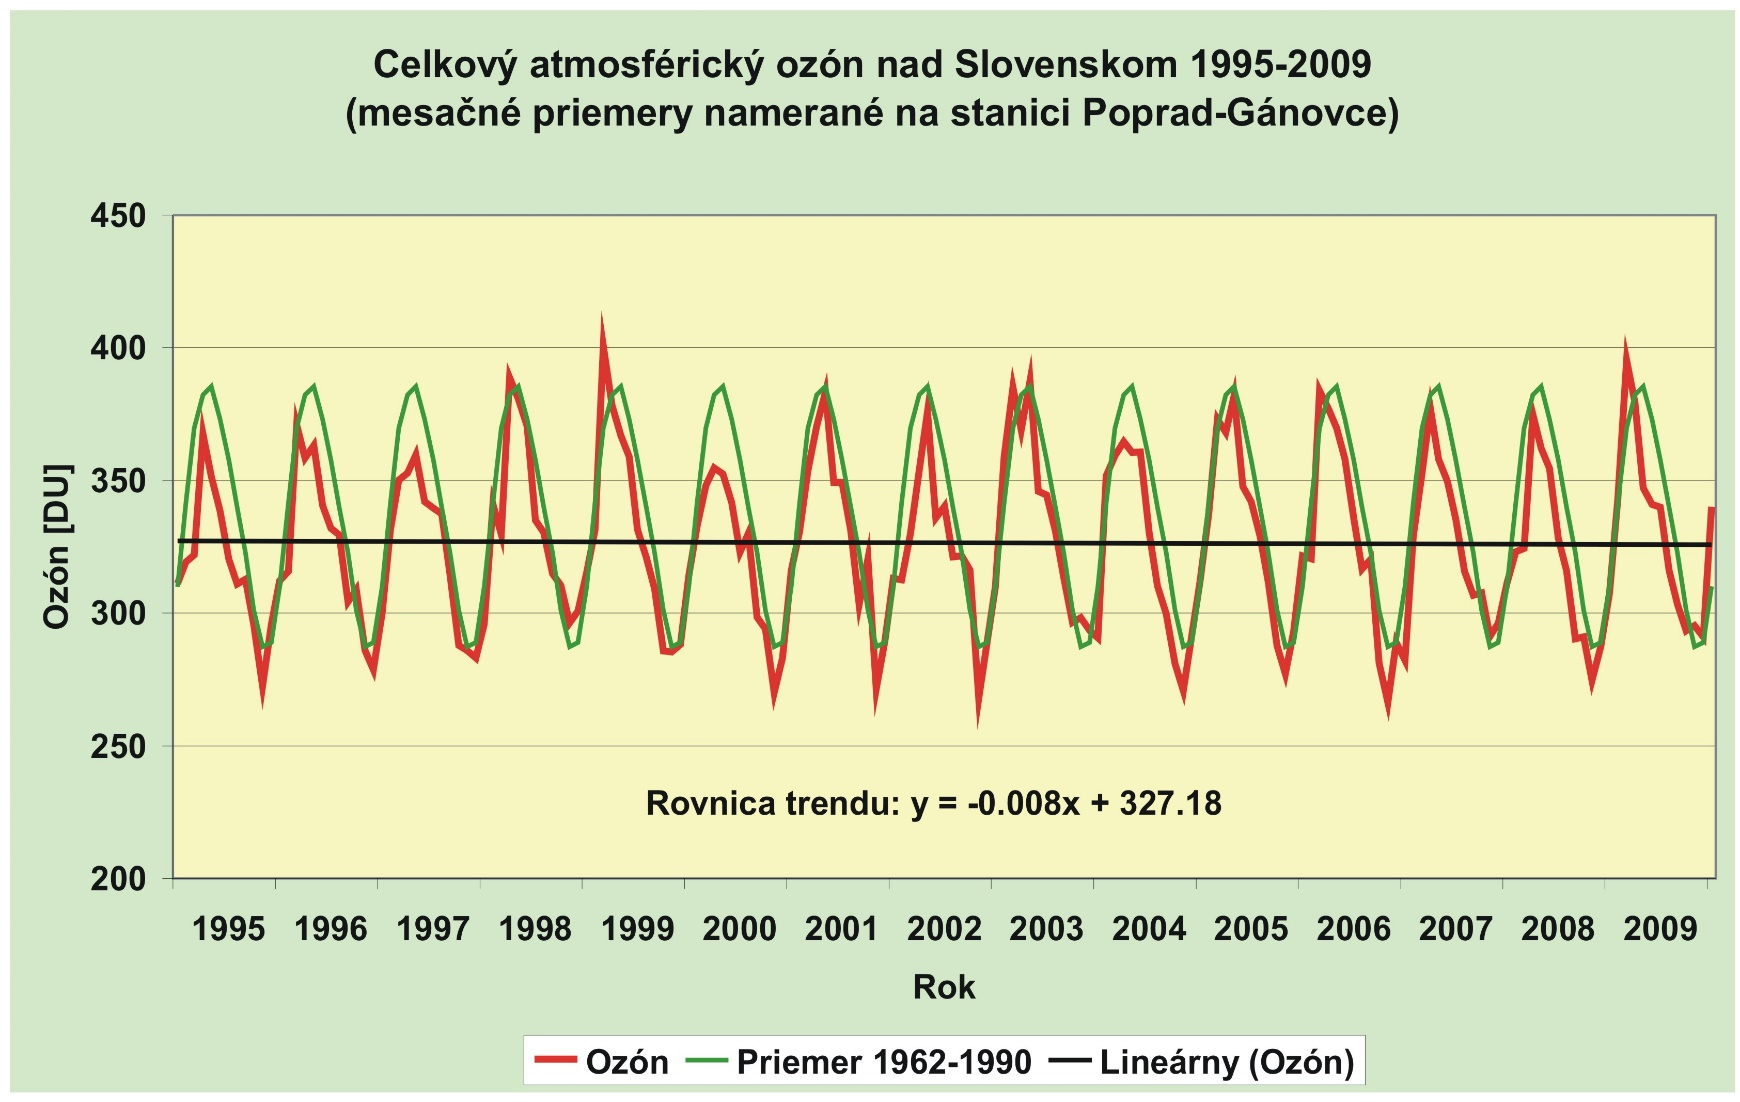 Celkový atmosférický ozón nad Slovenskom 1995-2009
(mesačné priemery namerané na stanici Poprad-Gánovce)
450
400
350
300
250
200
Ozón [DU]
Rovnica trendu: y = -0.008x + 327.18
1995 1996 1997 1998 1999 2000 2001 2002 2003 2004 2005 2006 2007 2008 2009
Rok
Ozón Priemer 1962-1990 Lineárny (Ozón)